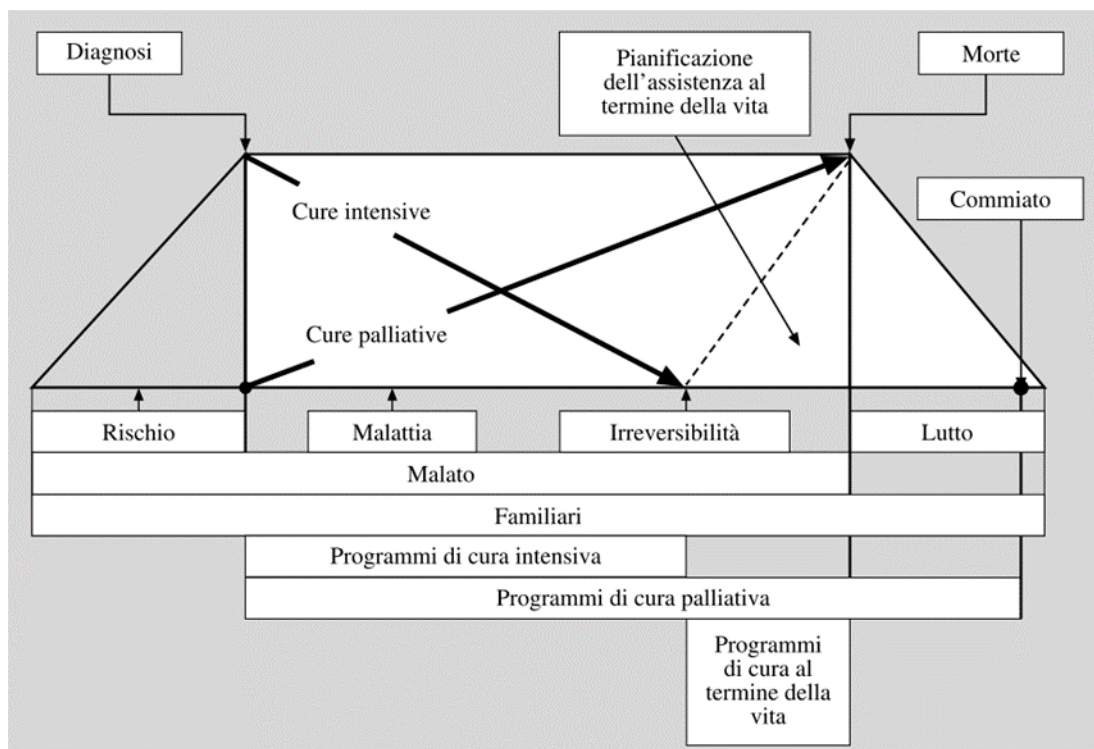 Diagnosi
Pianificazione
dell'assistenza al
termine della vita
Morte
Commiato
Cure intensive
Cure palliative
Rischio
Malattia
Irreversibilità
Lutto
Malato
Familiari
Programmi di cura intensiva
Programmi di cura palliativa
Programmi
di cura al
termine della
vita